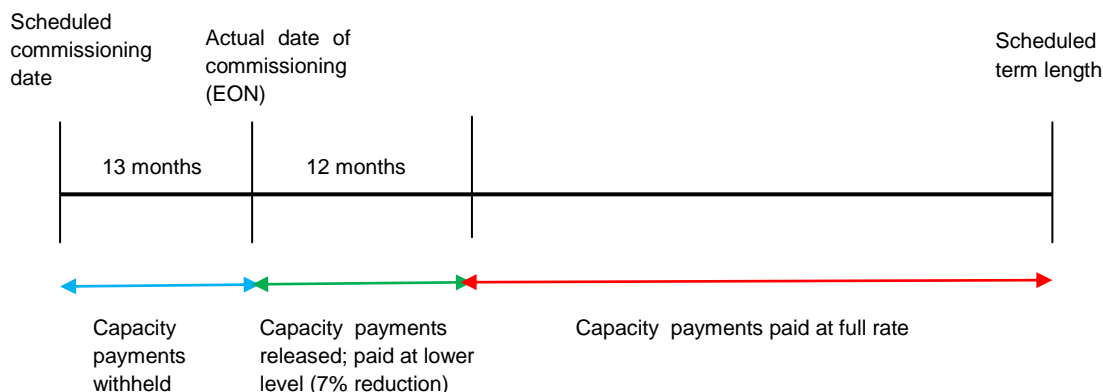 Scheduled
commissioning
date
Actual date of
commissioning
(EON)
Scheduled
term length
13 months
12 months
Capacity
payments
withheld
Capacity payments
released; paid at lower
level (7% reduction)
Capacity payments paid at full rate